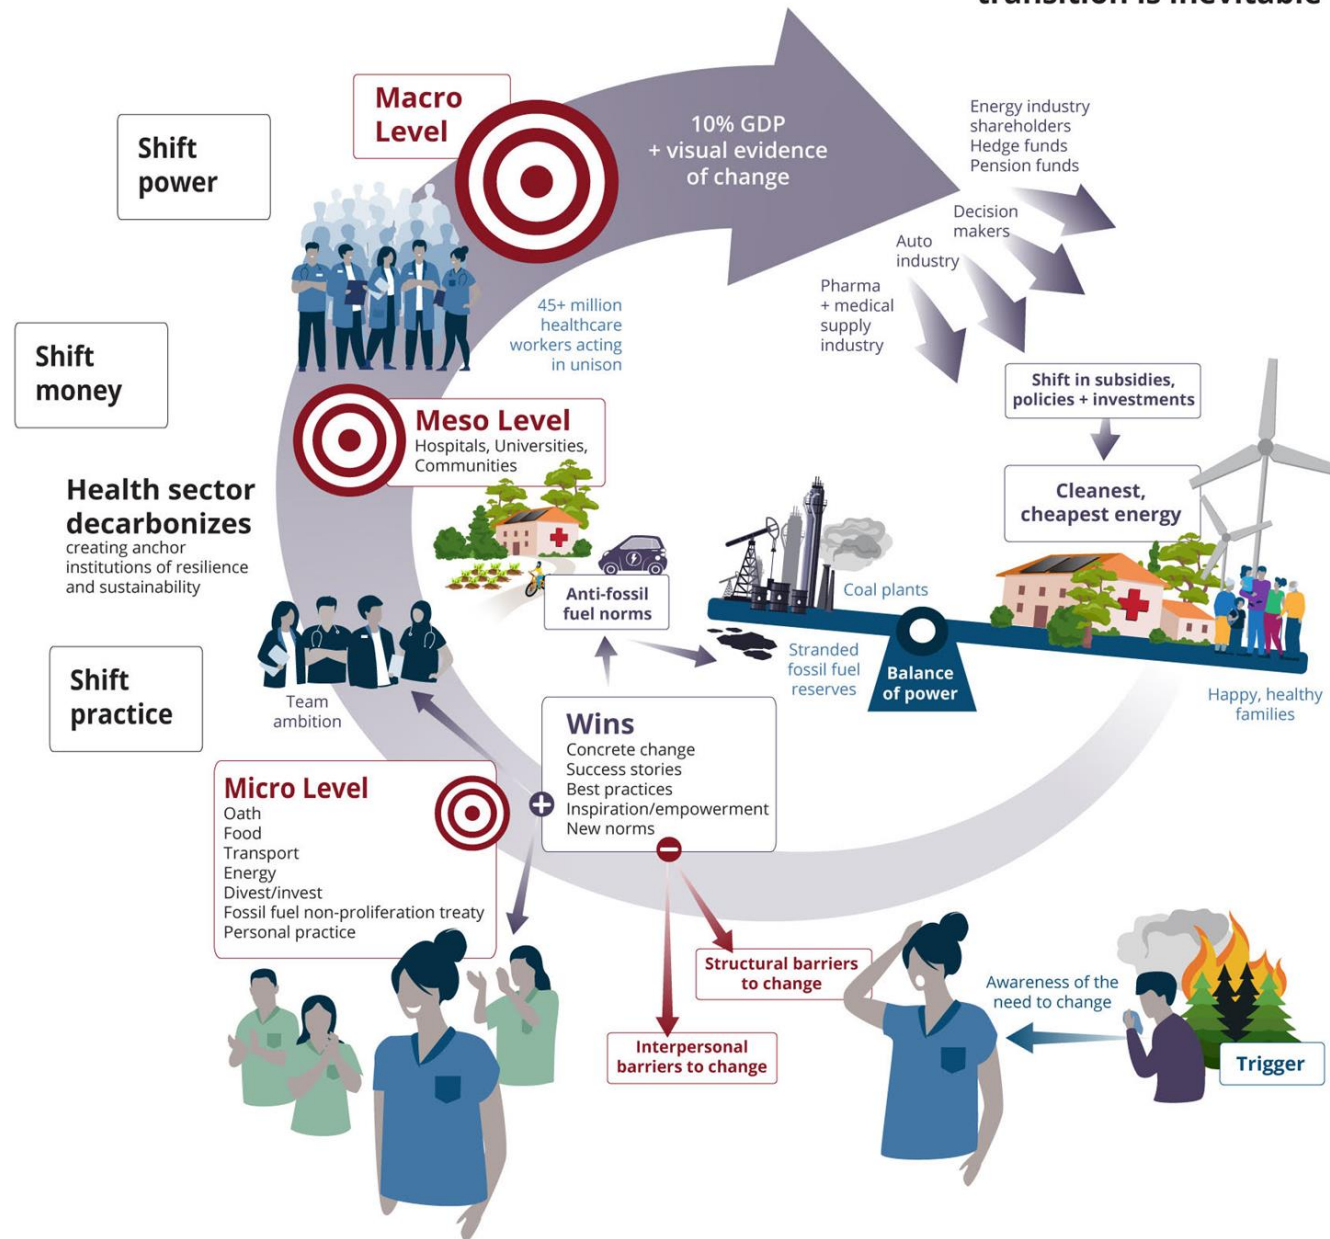 transition is inevitable
Macro
Level
Shift
power
10% GDP
+ visual evidence
of change
Energy industry
shareholders
Hedge funds
Pension funds
Decision
makers
Auto
industry
Pharma
+ medical
supply
industry
45+ million
healthcare
workers acting
in unison
Shift
money
Shift in subsidies,
policies + investments
Meso Level
Hospitals, Universities,
Communities
Cleanest,
cheapest energy
Health sector
decarbonizes
creating anchor
institutions of resilience
and sustainability
Anti-fossil
fuel norms
Coal plants
Stranded
fossil fuel
reserves
Balance
of power
Happy, healthy
families
Shift
practice
Team
ambition
Wins
Concrete change
Success stories
Best practices
Inspiration/empowerment
New norms
Micro Level
Oath
Food
Transport
Energy
Divest/invest
Fossil fuel non-proliferation treaty
Personal practice
Structural barriers
to change
Interpersonal
barriers to change
Awareness of the
need to change
Trigger